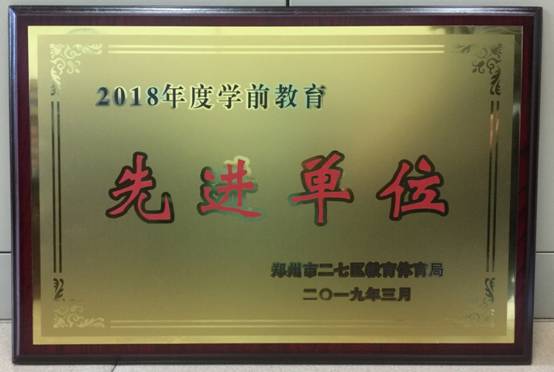 2018年度学前教育
先进单位
郑州市二七区教育体育局
二〇一九年三月